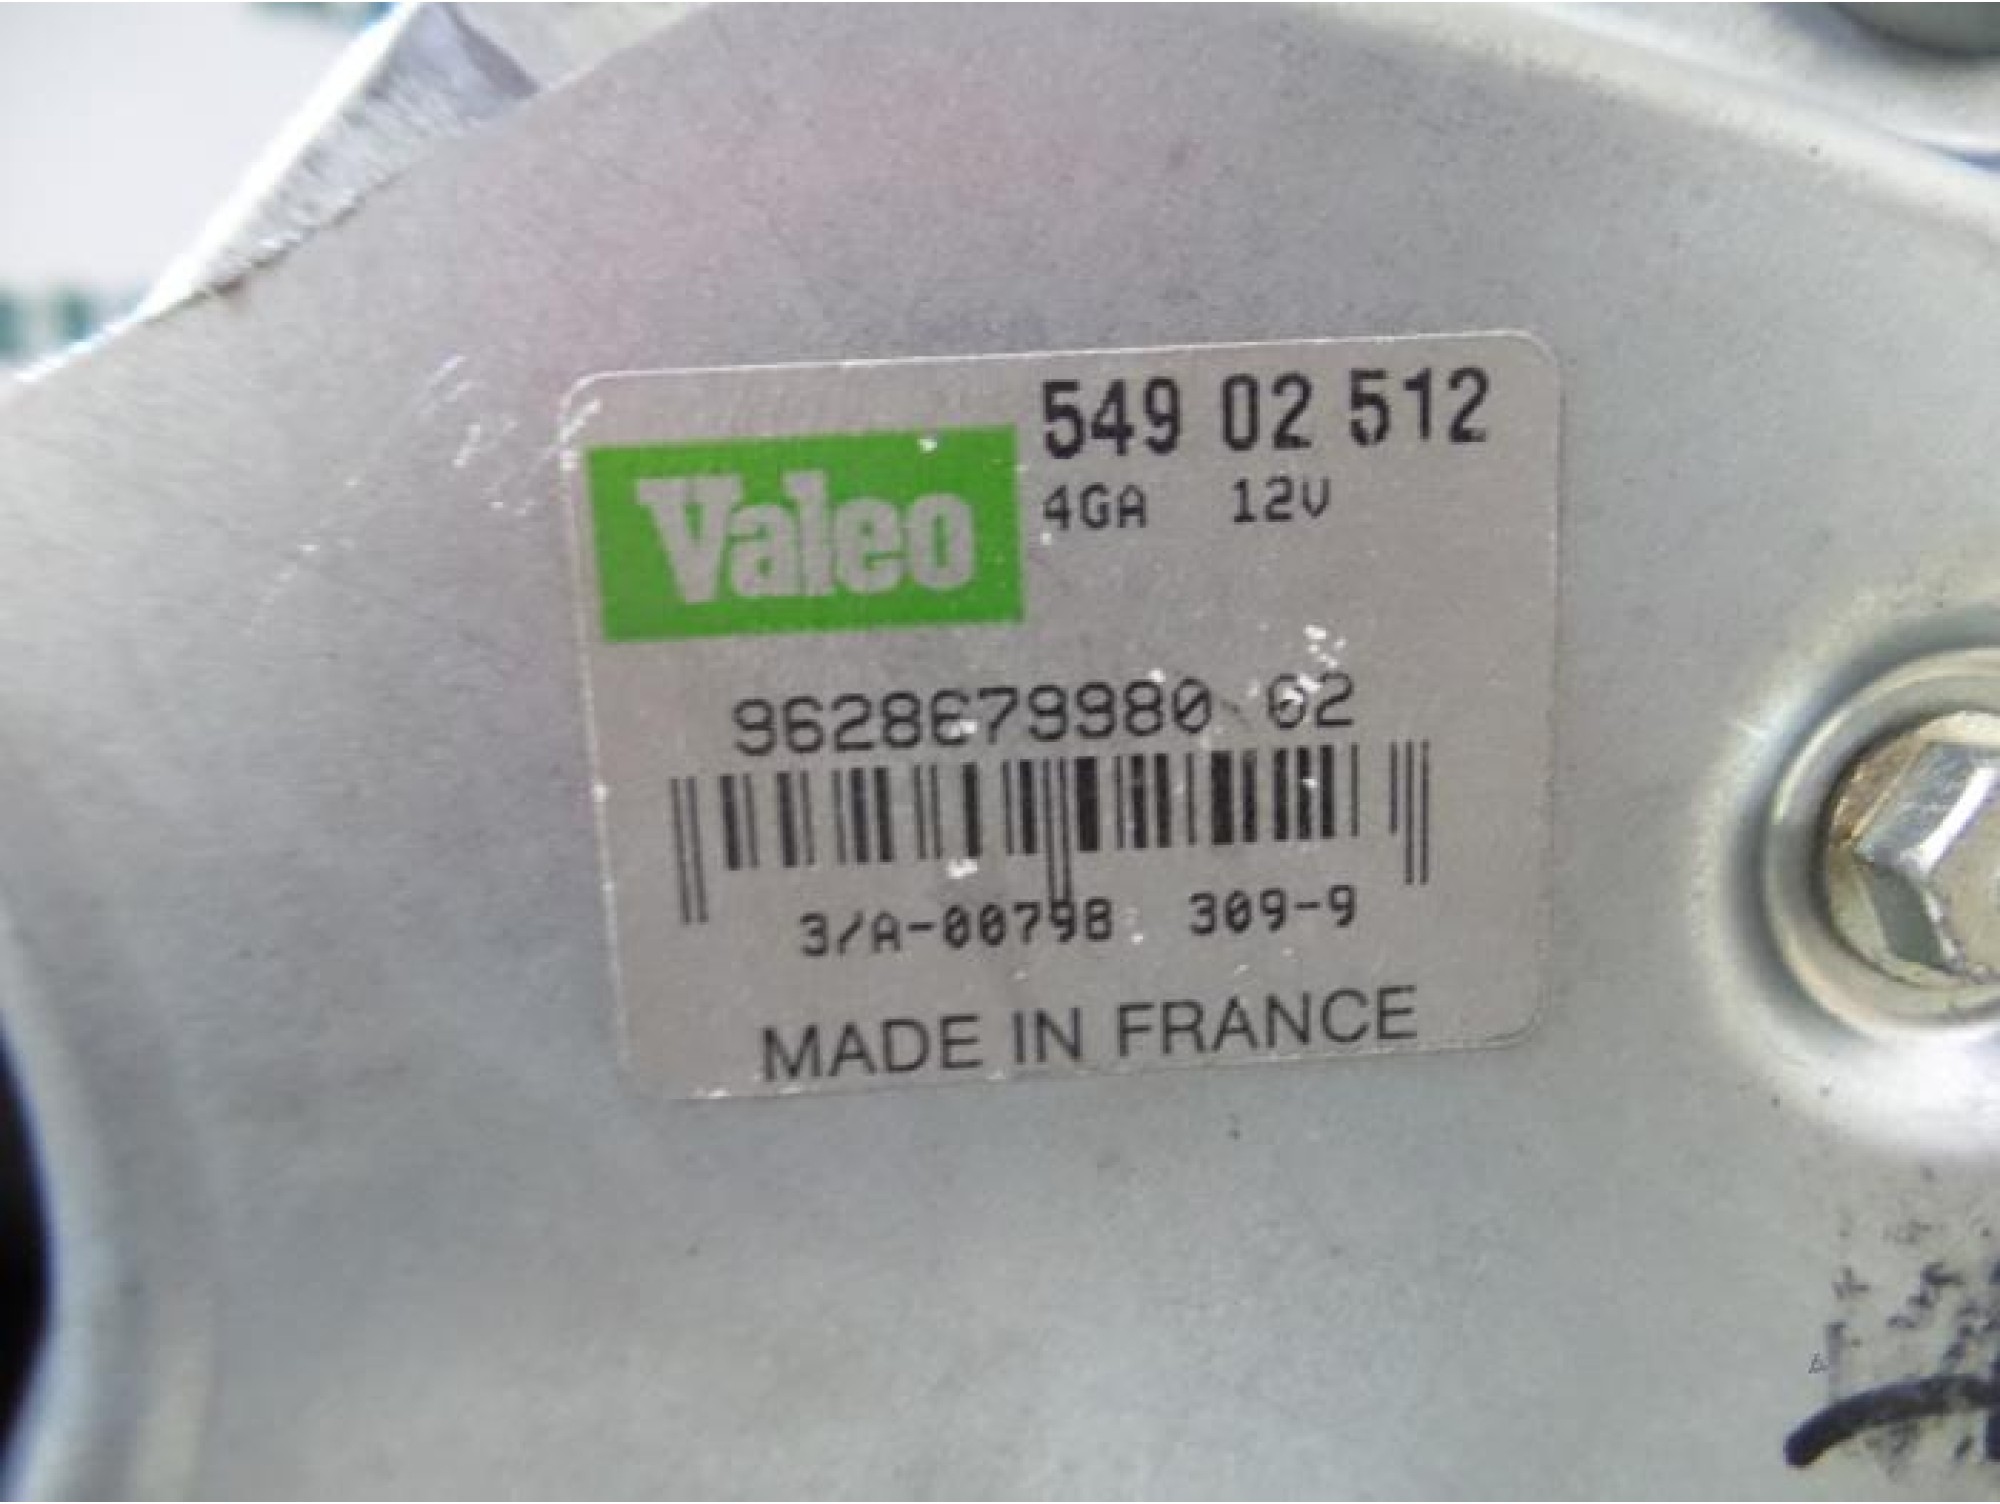 549 02 512
Valeo
4GA 12V
9628679980 02
3/A-00798 309-9
MADE IN FRANCE